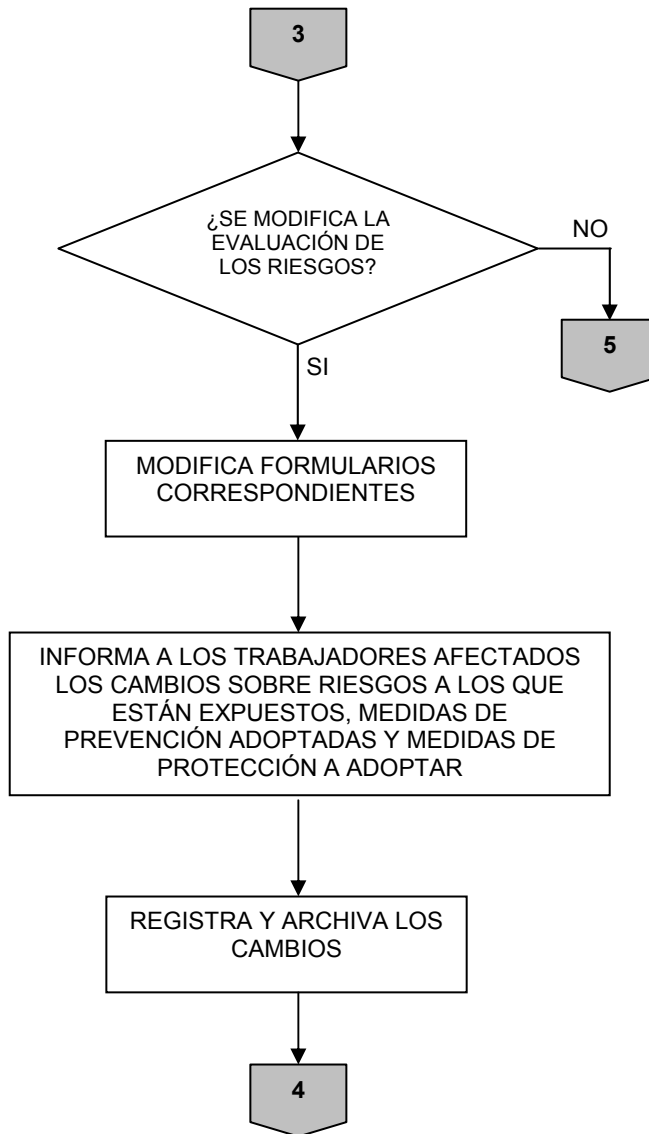 3
¿SE MODIFICA LA
EVALUACIÓN DE
LOS RIESGOS?
NO
5
SI
MODIFICA FORMULARIOS
CORRESPONDIENTES
INFORMA A LOS TRABAJADORES AFECTADOS
LOS CAMBIOS SOBRE RIESGOS A LOS QUE
ESTÁN EXPUESTOS, MEDIDAS DE
PREVENCIÓN ADOPTADAS Y MEDIDAS DE
PROTECCIÓN A ADOPTAR
REGISTRA Y ARCHIVA LOS
CAMBIOS
4